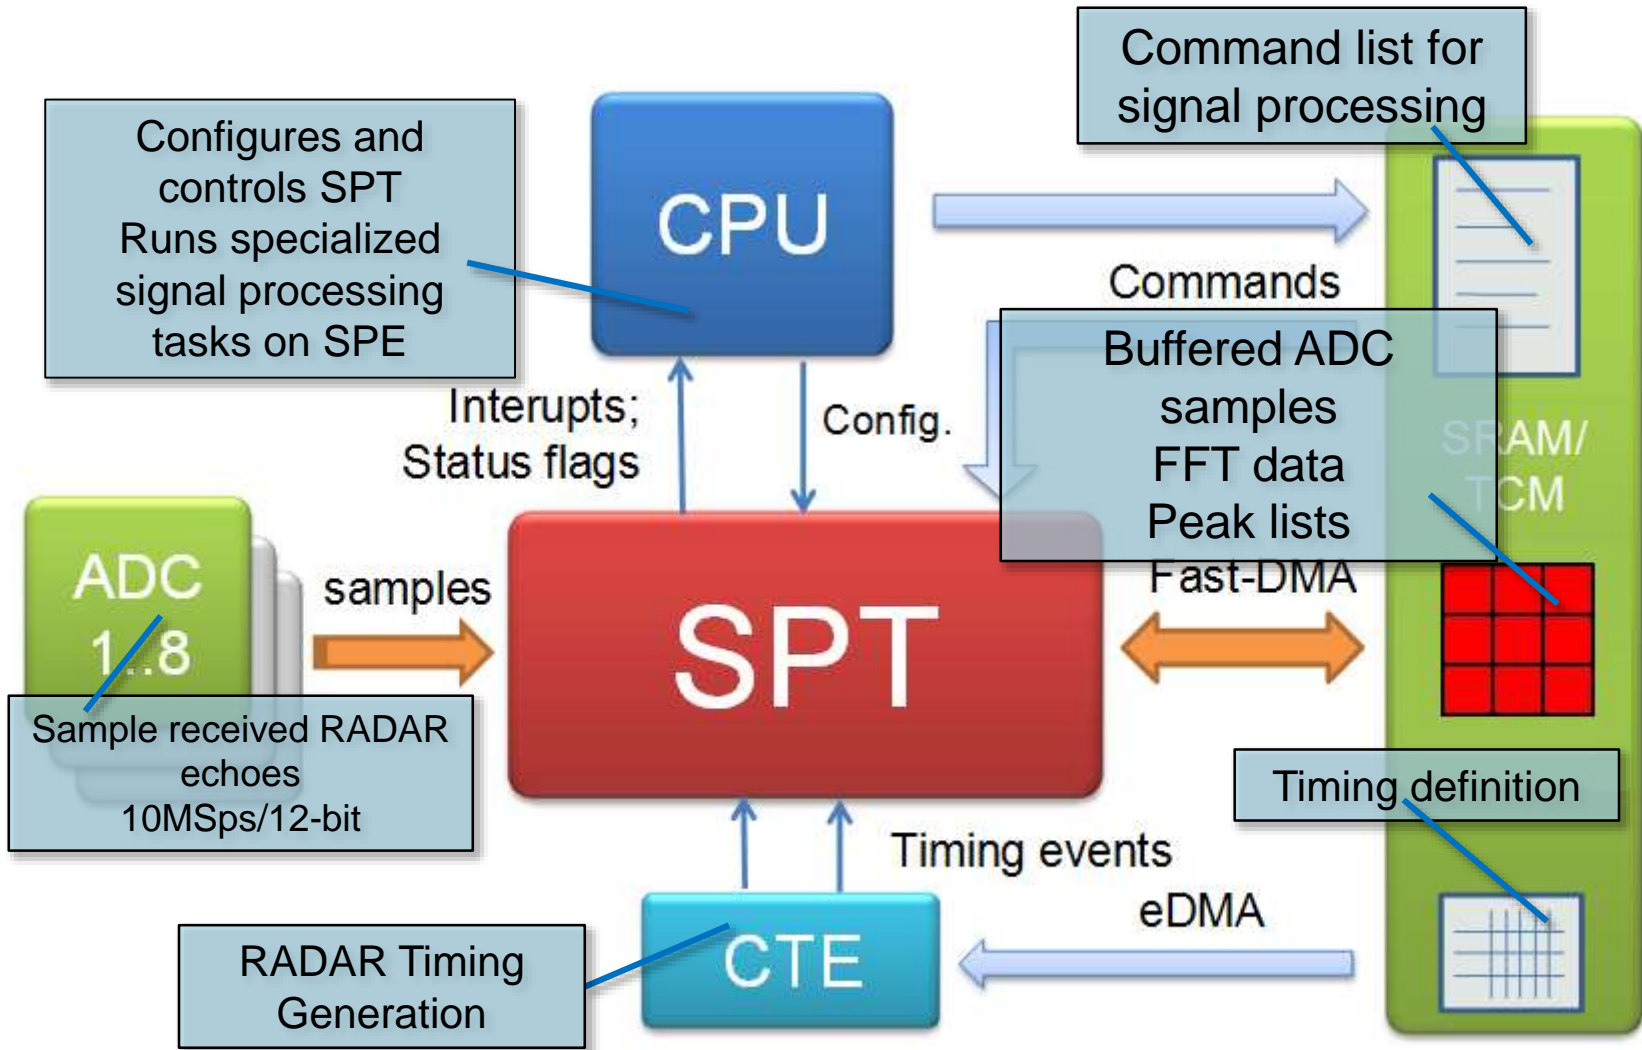 Command list for
signal processing
Configures and
controls SPT
Runs specialized
signal processing
tasks on SPE
CPU
Commands
Buffered ADC
samples
FFT data
Peak lists
SRAM/
TCM
Interupts;
Status flags
Config.
ADC
1..8
samples
SPT
Fast-DMA
Sample received RADAR
echoes
10MSps/12-bit
Timing definition
Timing events
eDMA
CTE
RADAR Timing
Generation